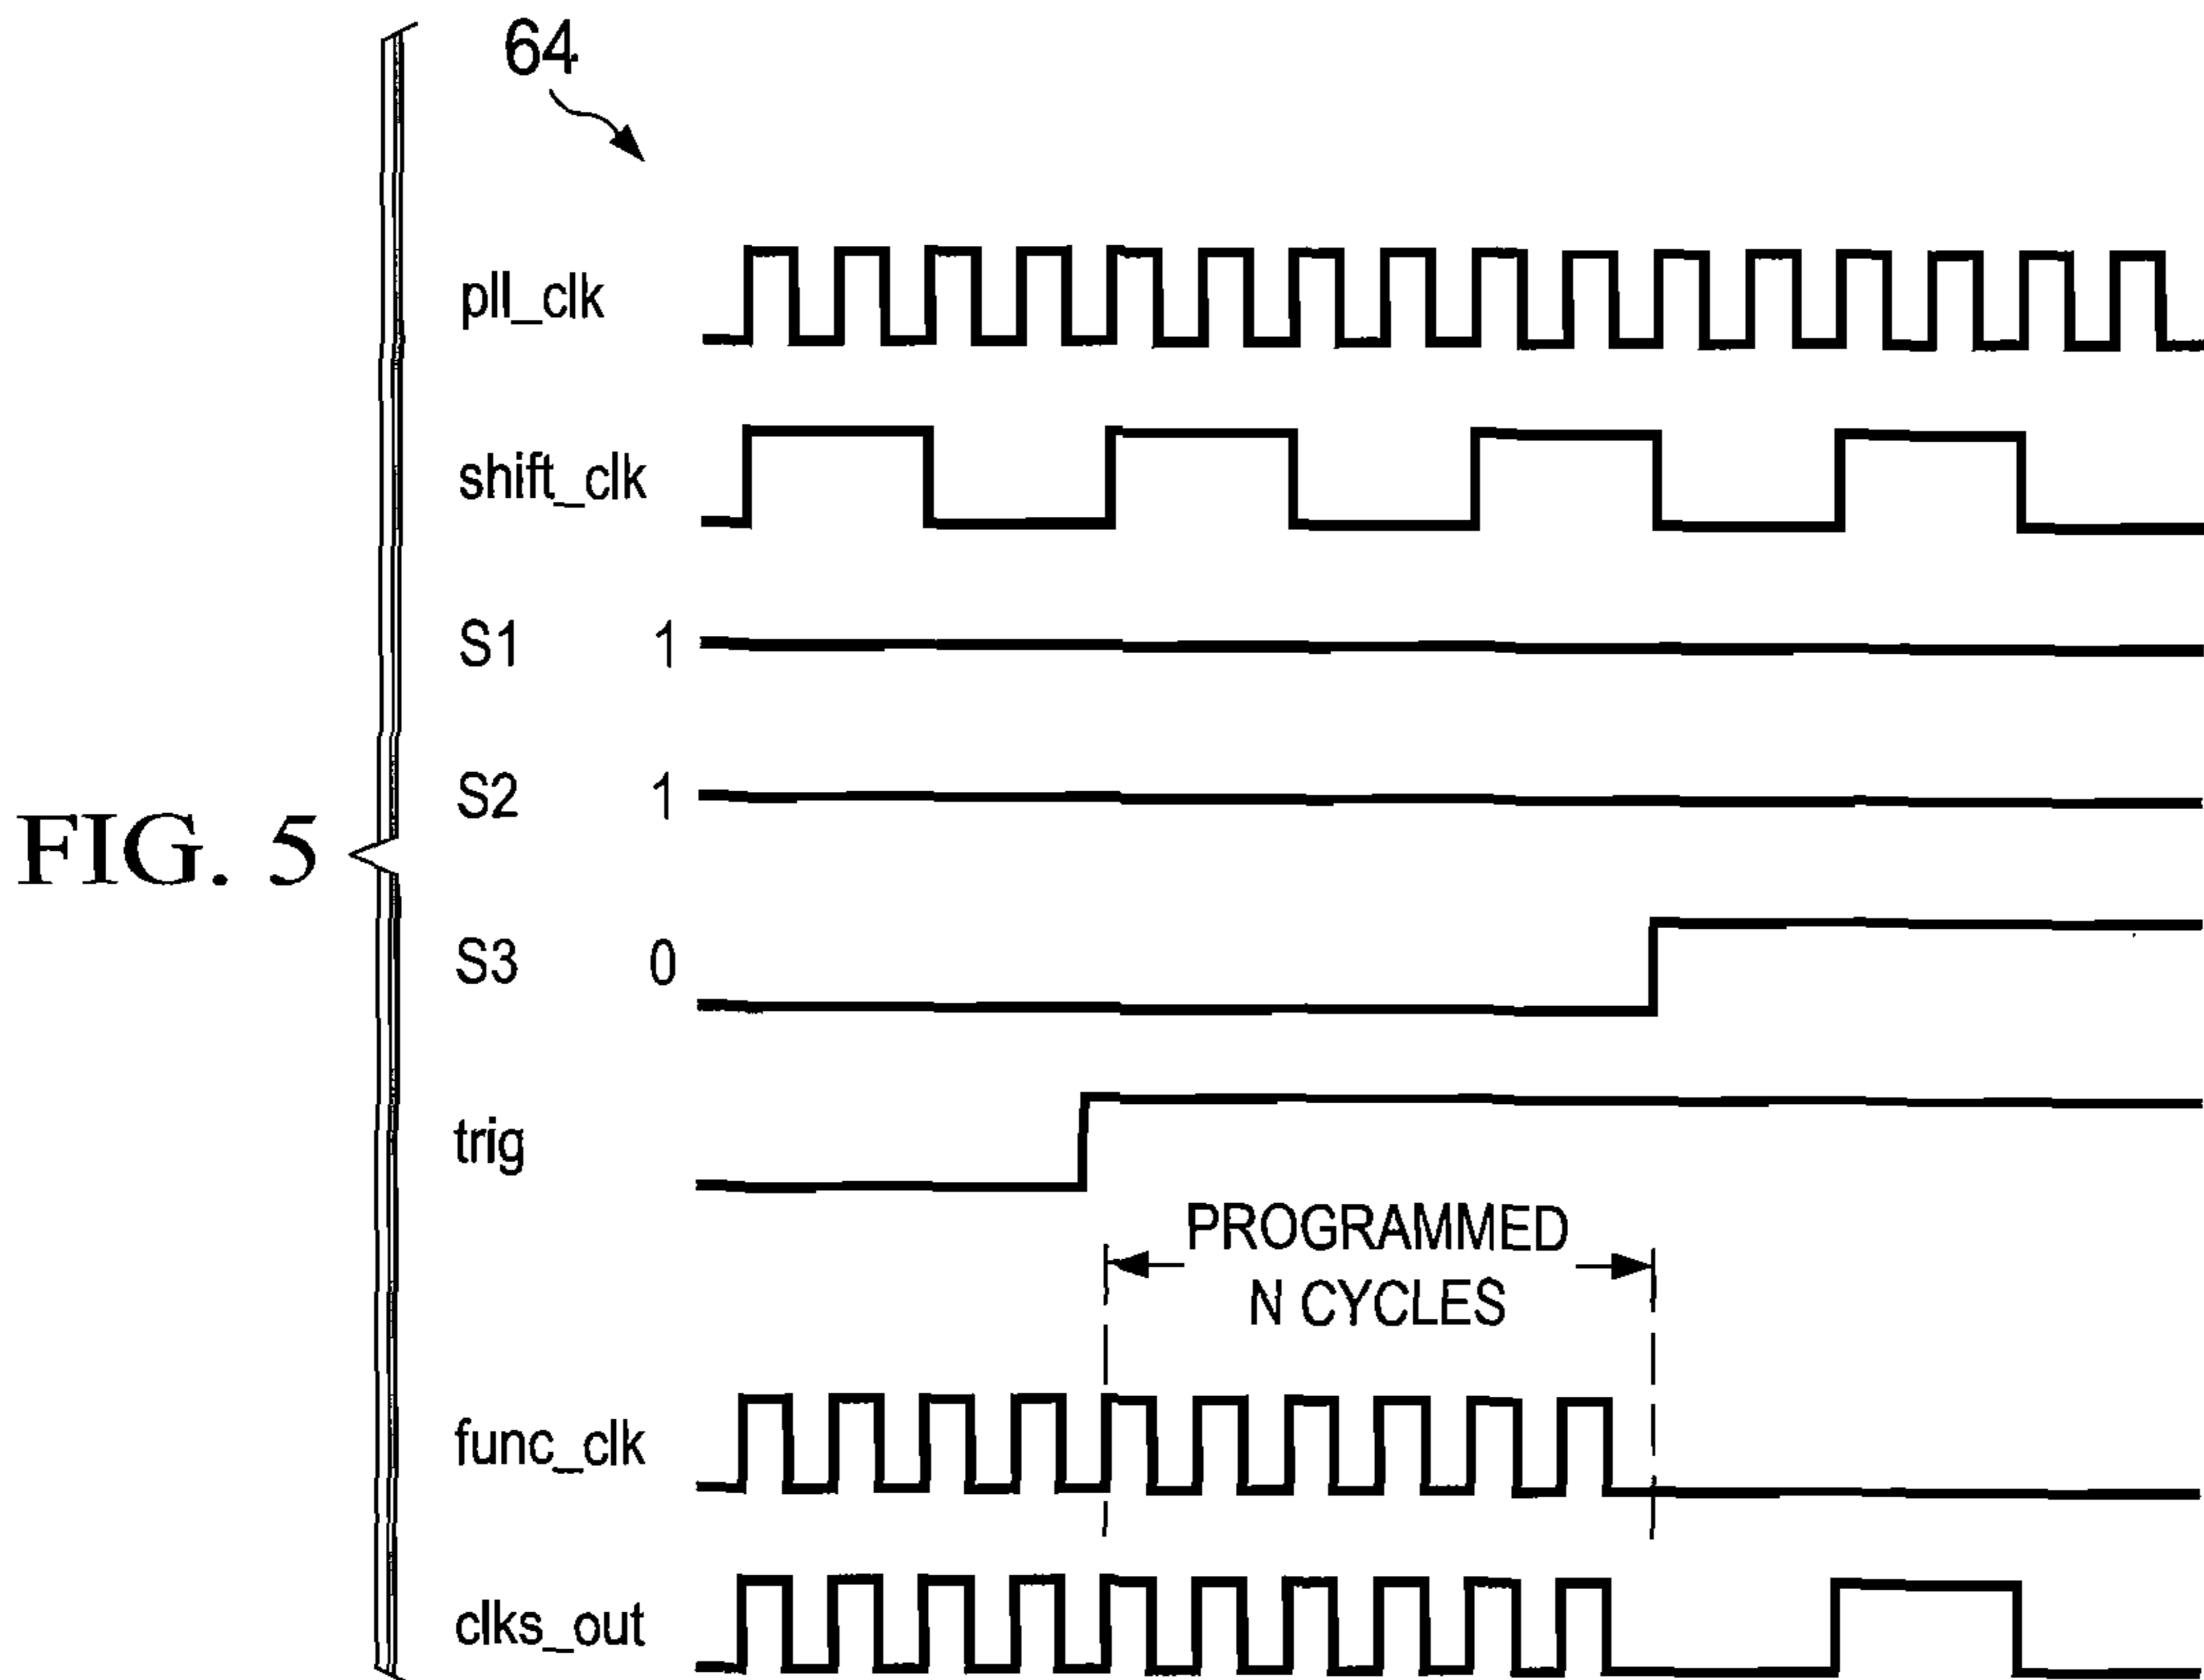 64
pll_clk
shift_clk
S1 1
S2 1
FIG. 5
S3 0
trig
PROGRAMMED
N CYCLES
func_clk
clks_out